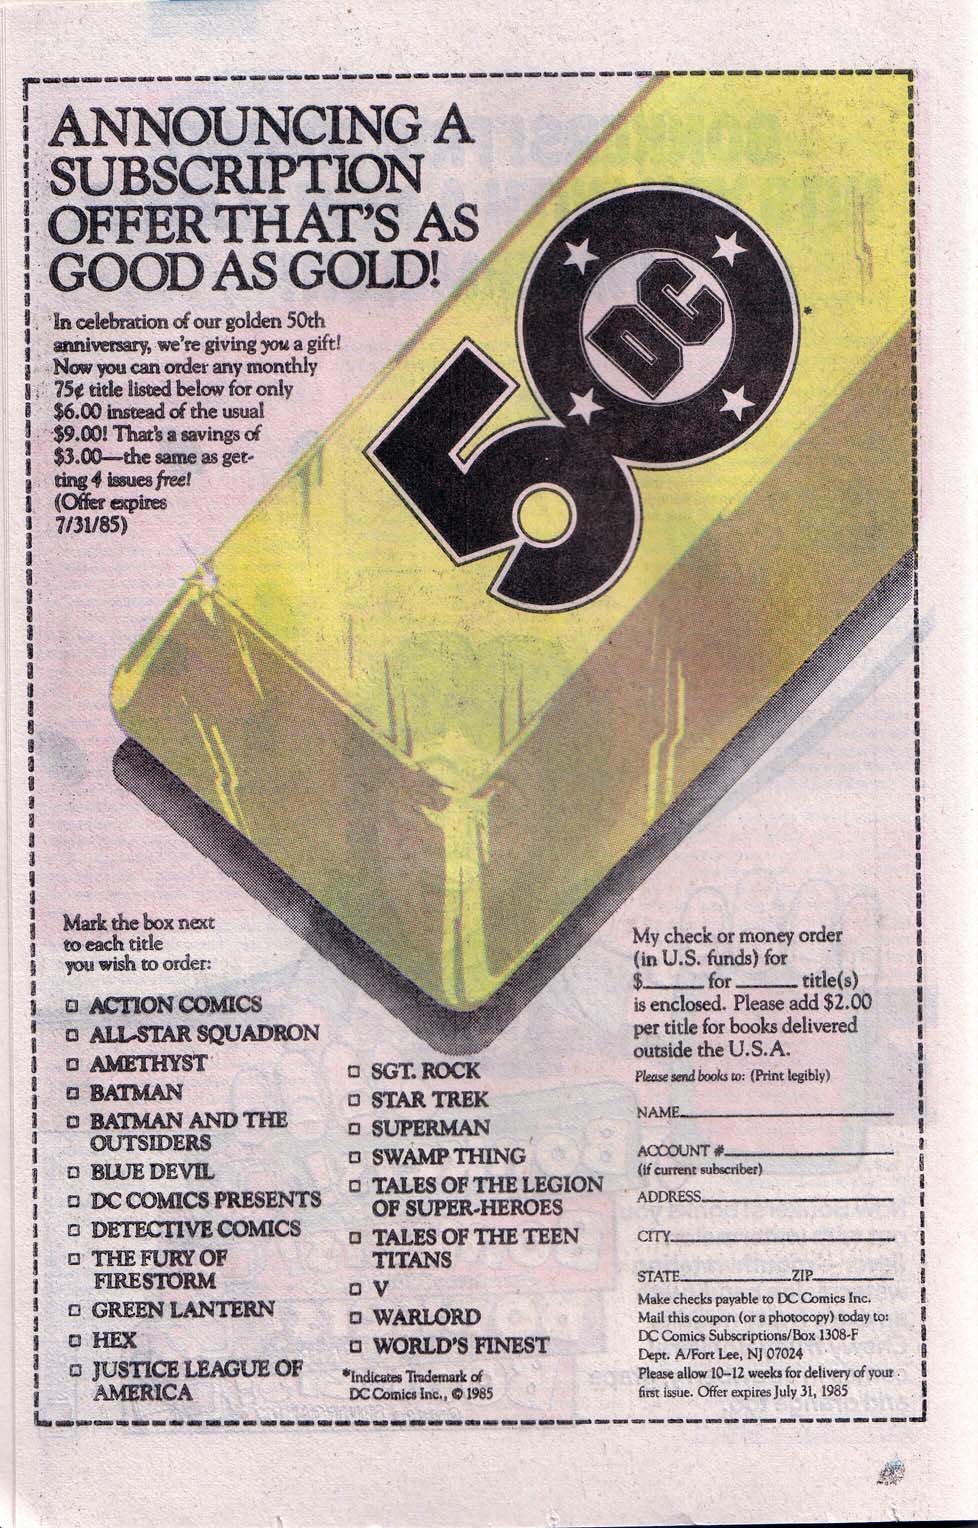 ANNOUNCING A
SUBSCRIPTION
OFFER THAT'S AS
GOOD AS GOLD!
In celebration of our golden 50th
anniversary, we're giving you a gift!
Now you can order any monthly
75¢ title listed below for only
$6.00 instead of the usual
$9.00! That's a savings of
$3.00—the same as get-
ting 4 issues free!
(Offer expires
7/31/85)
50
DC
*
Mark the box next
to each title
you wish to order:
ACTION COMICS
ALL-STAR SQUADRON
AMETHYST
BATMAN
BATMAN AND THE
OUTSIDERS
BLUE DEVIL
DC COMICS PRESENTS
DETECTIVE COMICS
THE FURY OF
FIRESTORM
GREEN LANTERN
HEX
JUSTICE LEAGUE OF
AMERICA
SGT. ROCK
STAR TREK
SUPERMAN
SWAMP THING
TALES OF THE LEGION
OF SUPER-HEROES
TALES OF THE TEEN
TITANS
V
WARLORD
WORLD'S FINEST
*Indicates Trademark of
DC Comics Inc., © 1985
My check or money order
(in U.S. funds) for
$______ for ______ title(s)
is enclosed. Please add $2.00
per title for books delivered
outside the U.S.A.
Please send books to: (Print legibly)
NAME
ACCOUNT #
(if current subscriber)
ADDRESS
CITY
STATE ZIP
Make checks payable to DC Comics Inc.
Mail this coupon (or a photocopy) today to:
DC Comics Subscriptions/Box 1308-F
Dept. A/Fort Lee, NJ 07024
Please allow 10–12 weeks for delivery of your
first issue. Offer expires July 31, 1985